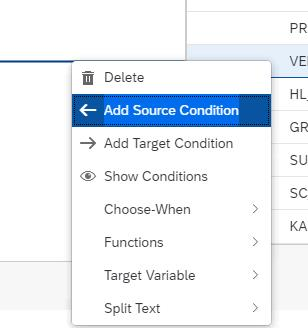 PR
Delete
VE
Add Source Condition
HL
Add Target Condition
GR
Show Conditions
SU
Choose-When
SC
Functions
KA
Target Variable
Split Text